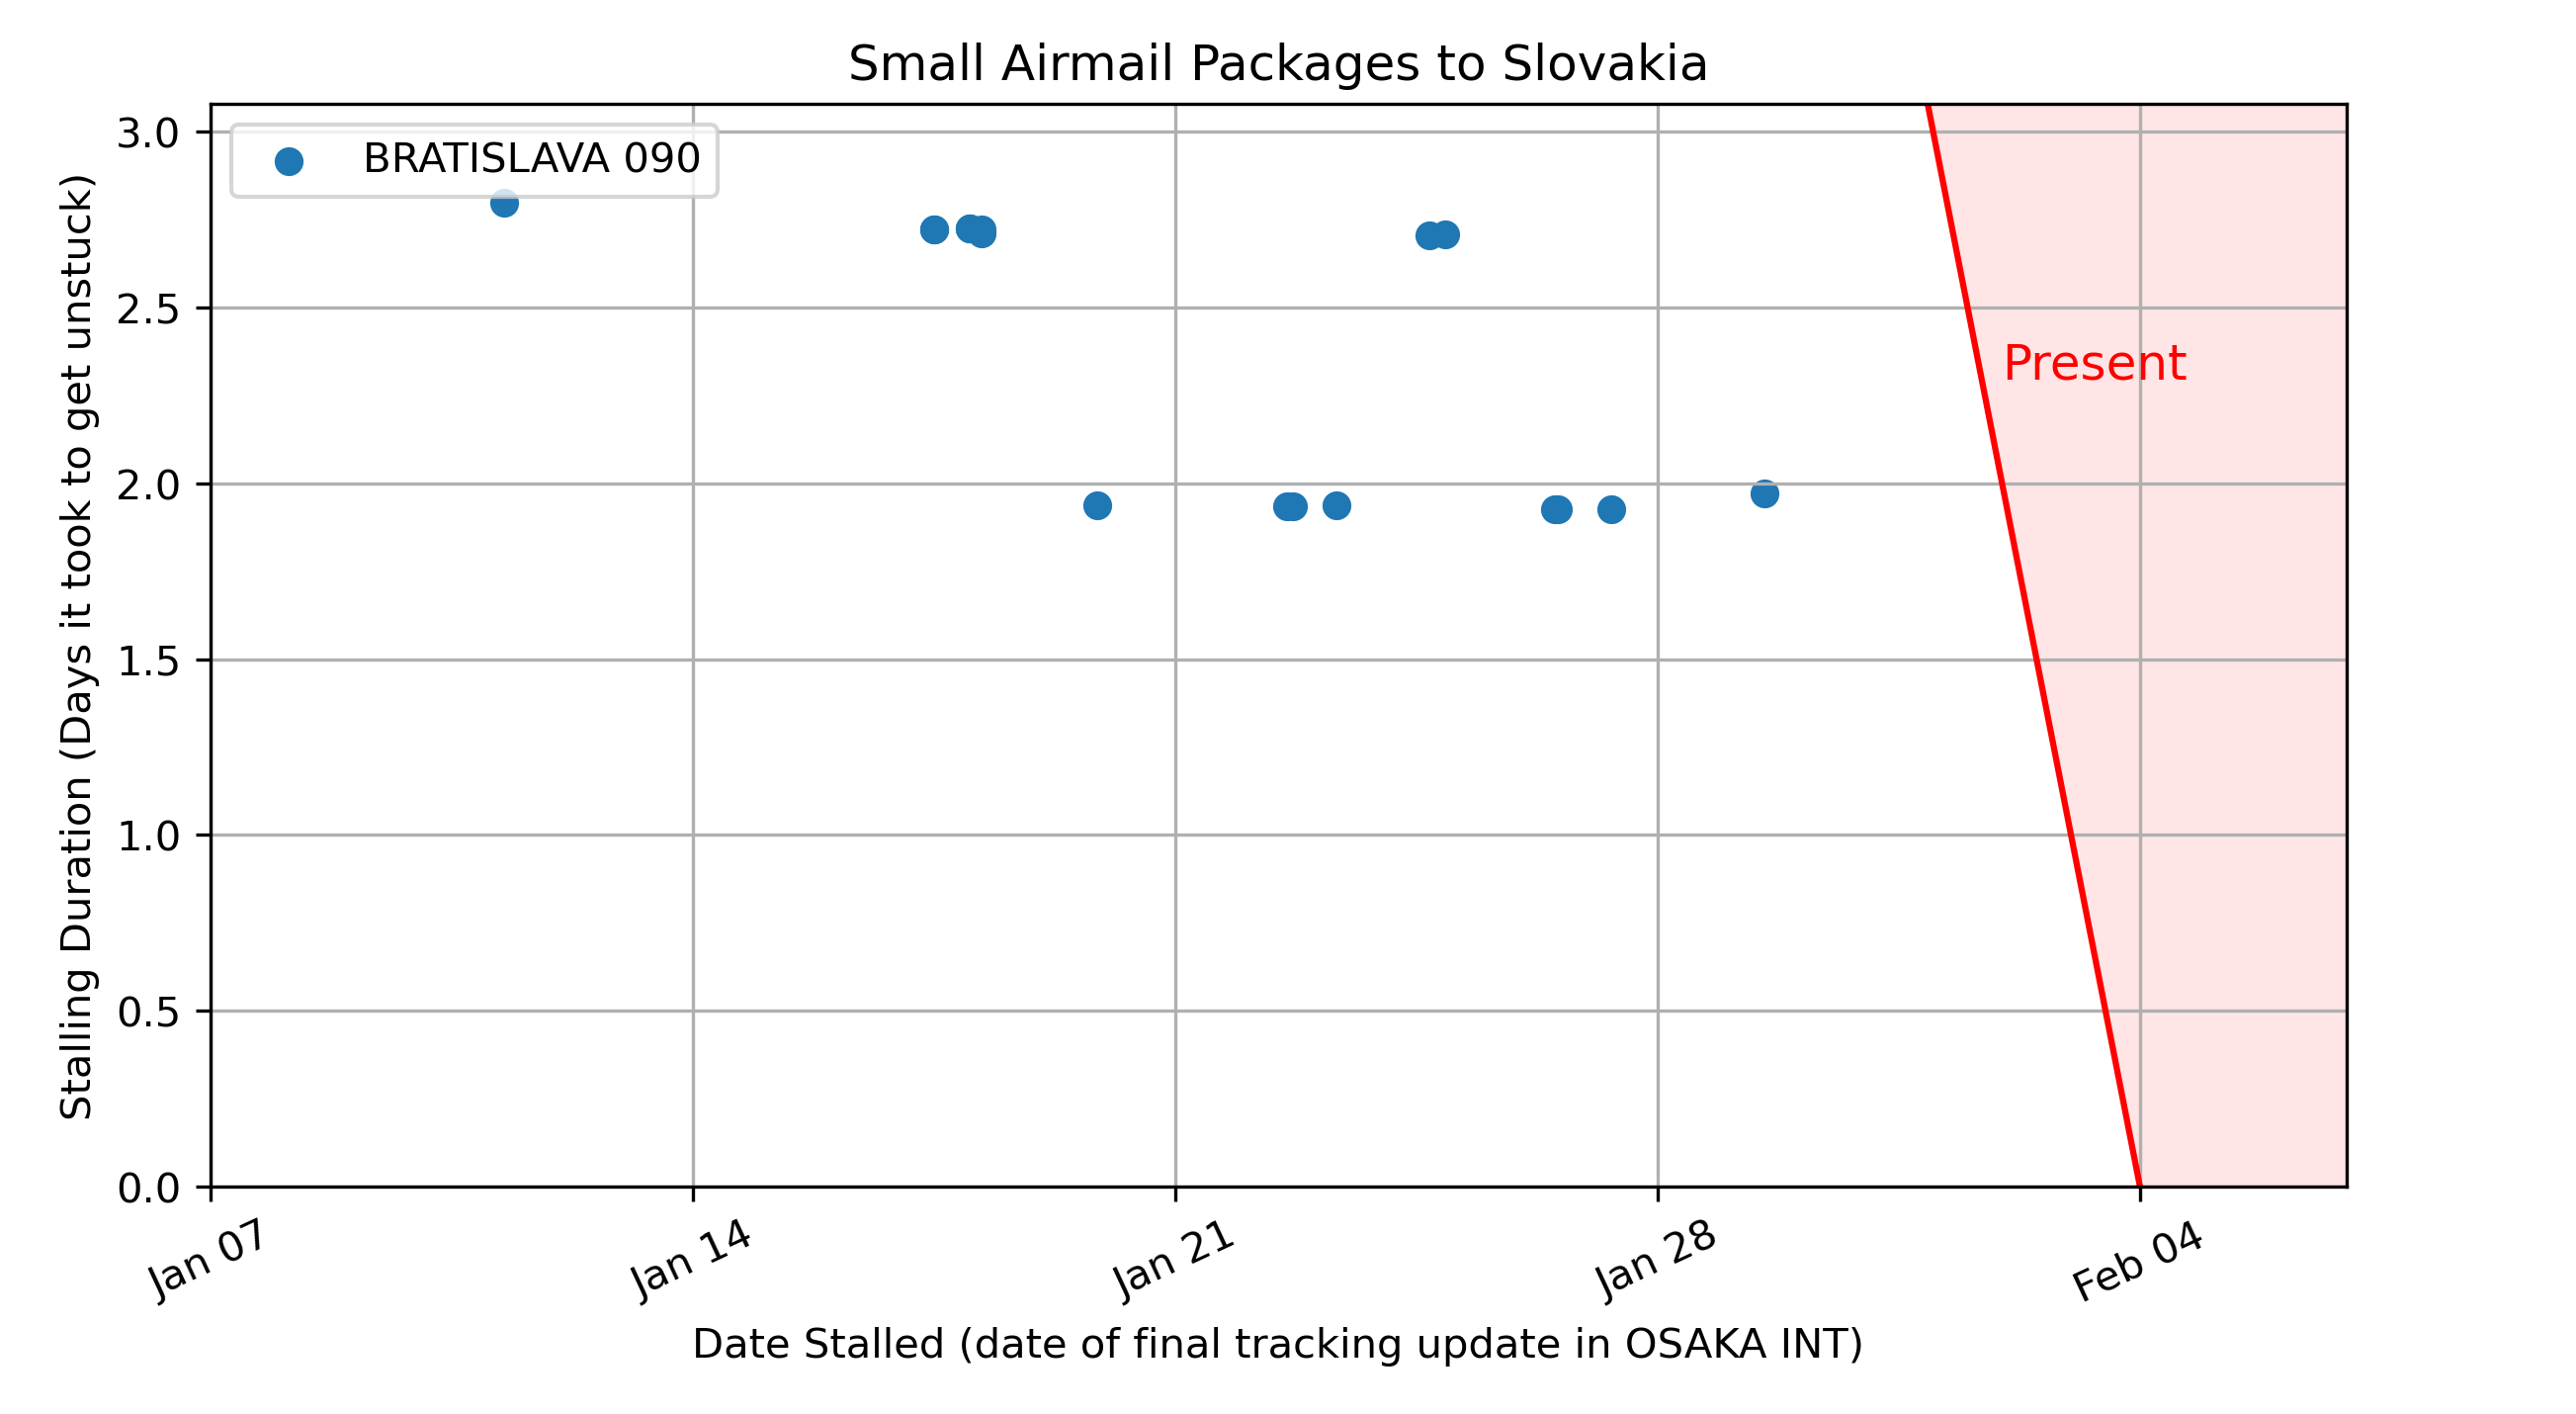 Small Airmail Packages to Slovakia
BRATISLAVA 090
Present
Stalling Duration (Days it took to get unstuck)
3.0
2.5
2.0
1.5
1.0
0.5
0.0
Jan 07
Jan 14
Jan 21
Jan 28
Feb 04
Date Stalled (date of final tracking update in OSAKA INT)